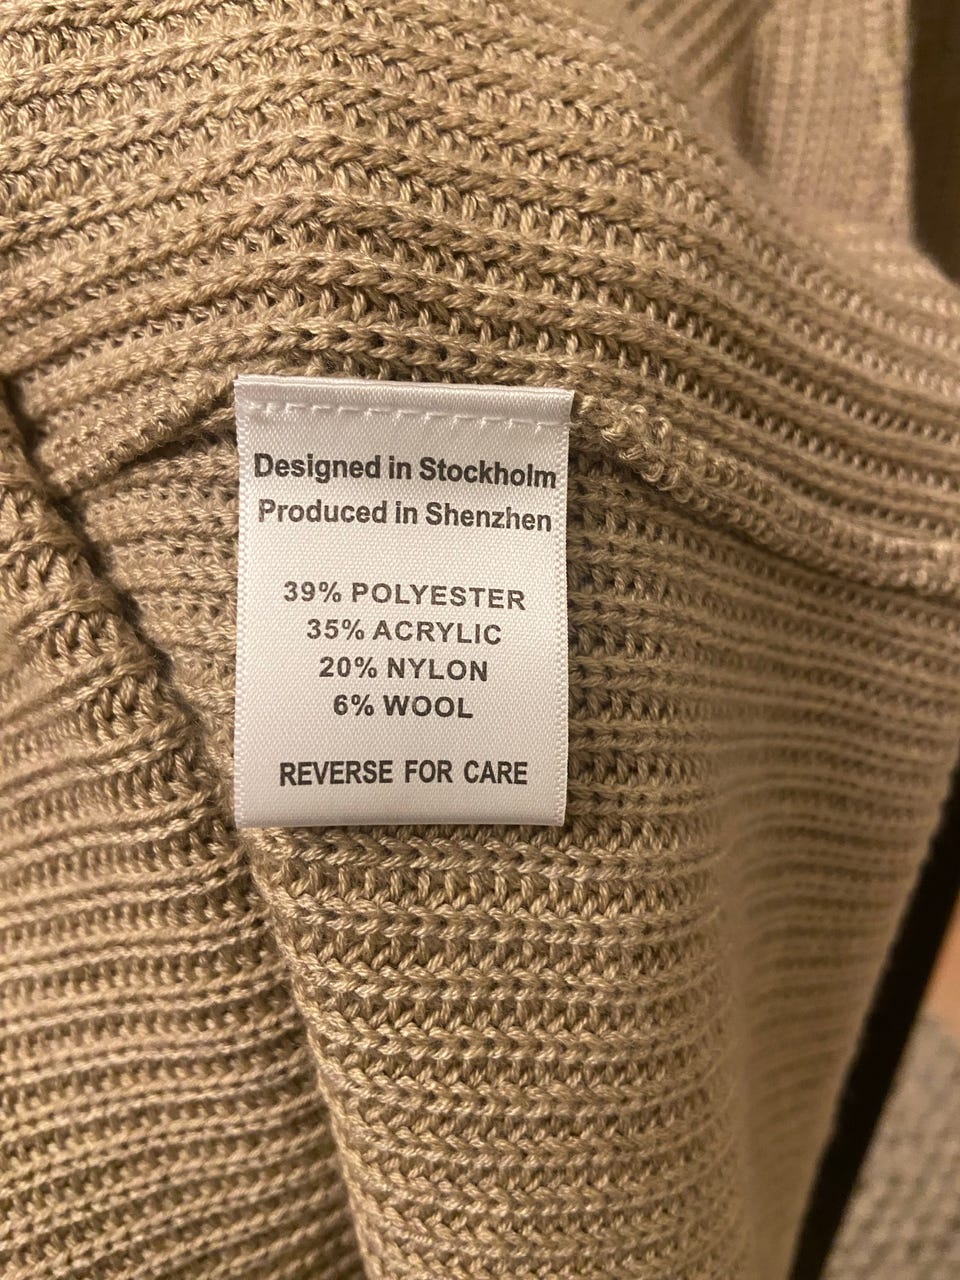 Designed in Stockholm
Produced in Shenzhen
39% POLYESTER
35% ACRYLIC
20% NYLON
6% WOOL
REVERSE FOR CARE